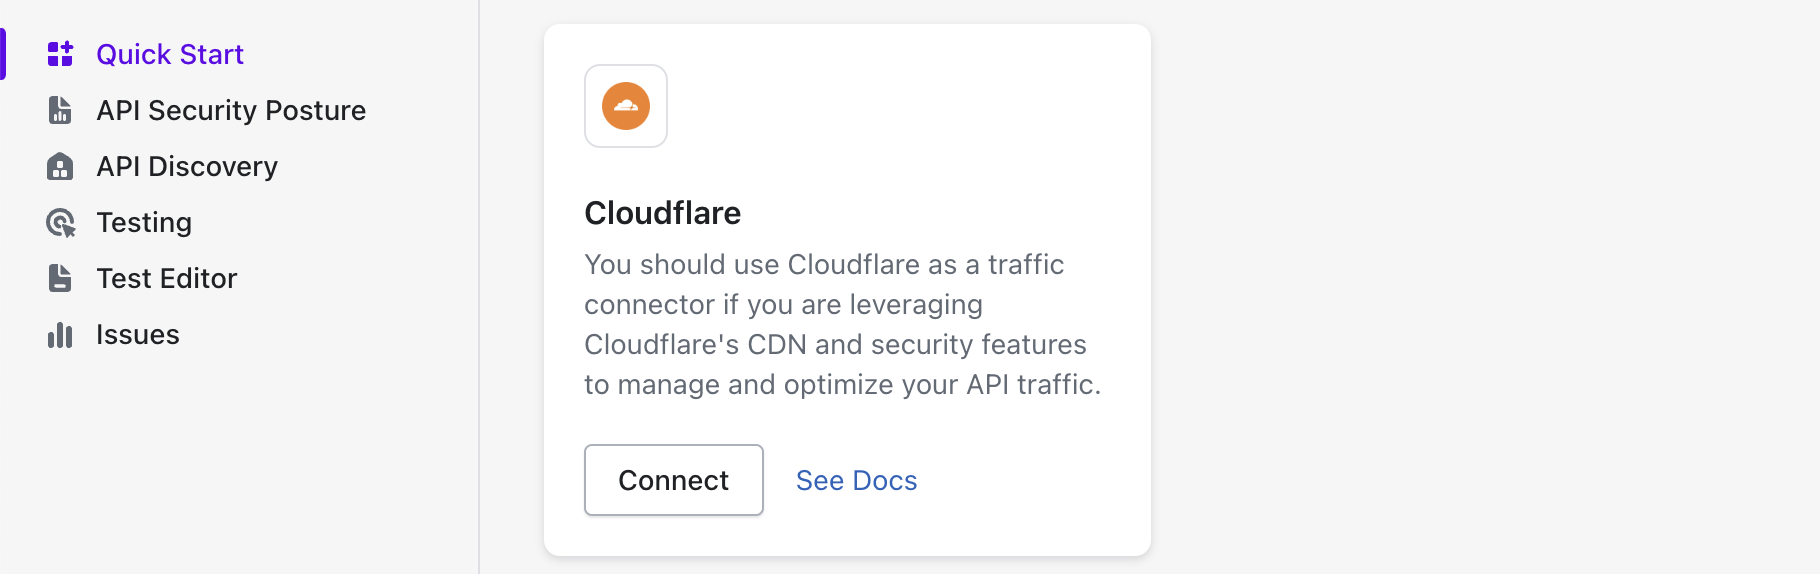 Quick Start
API Security Posture
API Discovery
Testing
Test Editor
Issues
Cloudflare
You should use Cloudflare as a traffic
connector if you are leveraging
Cloudflare's CDN and security features
to manage and optimize your API traffic.
Connect
See Docs